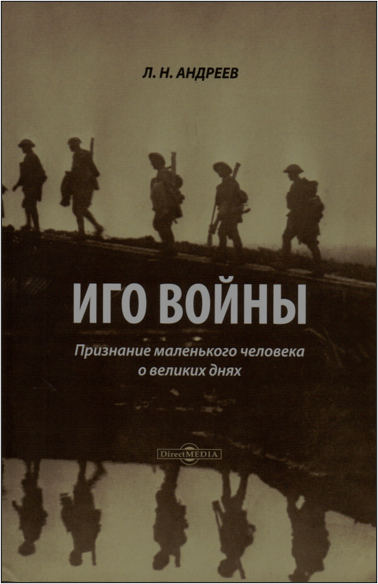 Л. Н. АНДРЕЕВ
ИГО ВОЙНЫ
Признание маленького человека
о великих днях
DirectMEDIA